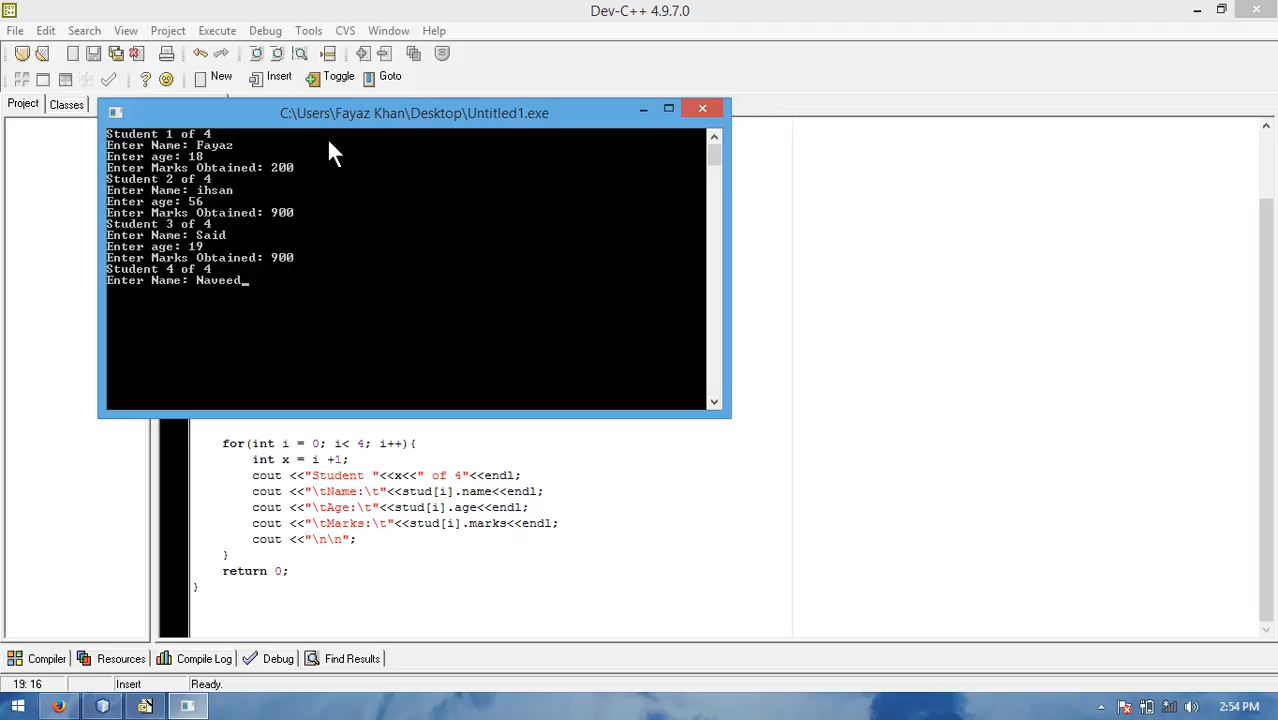 Dev-C++ 4.9.7.0
File Edit Search View Project Execute Debug Tools CVS Window Help
New Insert Toggle Goto
Project Classes
C:\Users\Fayaz Khan\Desktop\Untitled1.exe
Student 1 of 4
Enter Name: Fayaz
Enter age: 18
Enter Marks Obtained: 200
Student 2 of 4
Enter Name: ihsan
Enter age: 56
Enter Marks Obtained: 900
Student 3 of 4
Enter Name: Said
Enter age: 19
Enter Marks Obtained: 900
Student 4 of 4
Enter Name: Naveed_
for(int i = 0; i< 4; i++){
int x = i +1;
cout <<"Student "<<x<<" of 4"<<endl;
cout <<"\tName:\t"<<stud[i].name<<endl;
cout <<"\tAge:\t"<<stud[i].age<<endl;
cout <<"\tMarks:\t"<<stud[i].marks<<endl;
cout <<"\n\n";
}
return 0;
}
Compiler Resources Compile Log Debug Find Results
19: 16 Insert Ready.
2:54 PM